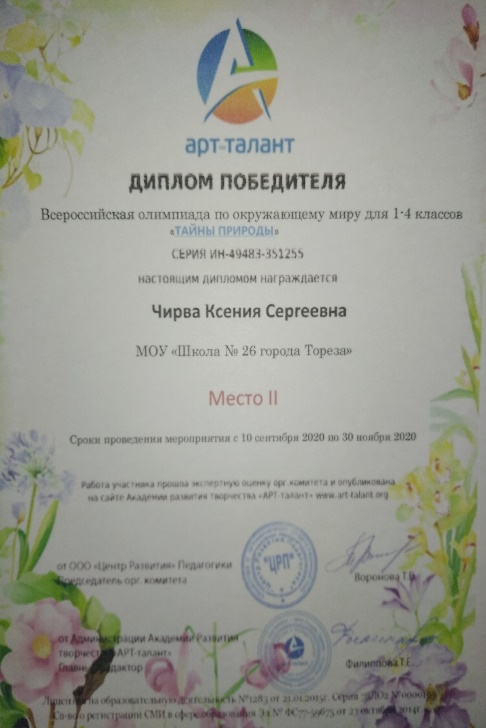 арт-талант
ДИПЛОМ ПОБЕДИТЕЛЯ
Всероссийская олимпиада по окружающему миру для 1-4 классов
«ТАЙНЫ ПРИРОДЫ»
СЕРИЯ ИН-49483-351255
настоящим дипломом награждается
Чирва Ксения Сергеевна
МОУ «Школа № 26 города Тореза»
Место II
Сроки проведения мероприятия с 10 сентября 2020 по 30 ноября 2020
Работа участника прошла экспертную оценку орг.комитета и опубликована
на сайте Академии развития творчества «АРТ-талант» www.art-talant.org
"ЦРП"
от ООО «Центр Развития» Педагогики
Председатель орг. комитета
Воронова Т.В.
от Администрации Академии Развития
творчества «АРТ-талант»
Главный редактор
Филиппова Г.Е.
Лицензия на образовательную деятельность №1283 от 21.01.2015г. Серия
Св-во о регистрации СМИ в сфере образования Эл № ФС77-59675 от 23 октября 2014г